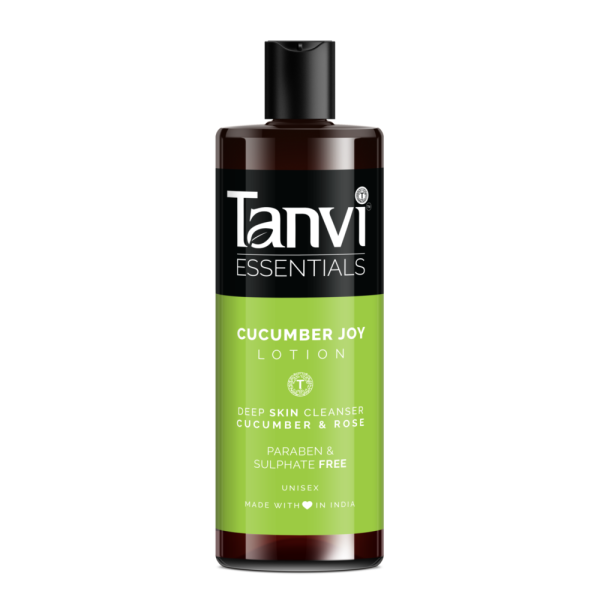 Tanvi
ESSENTIALS
CUCUMBER JOY
LOTION
T
DEEP SKIN CLEANSER
CUCUMBER & ROSE
PARABEN &
SULPHATE FREE
UNISEX
MADE WITH ♥ IN INDIA